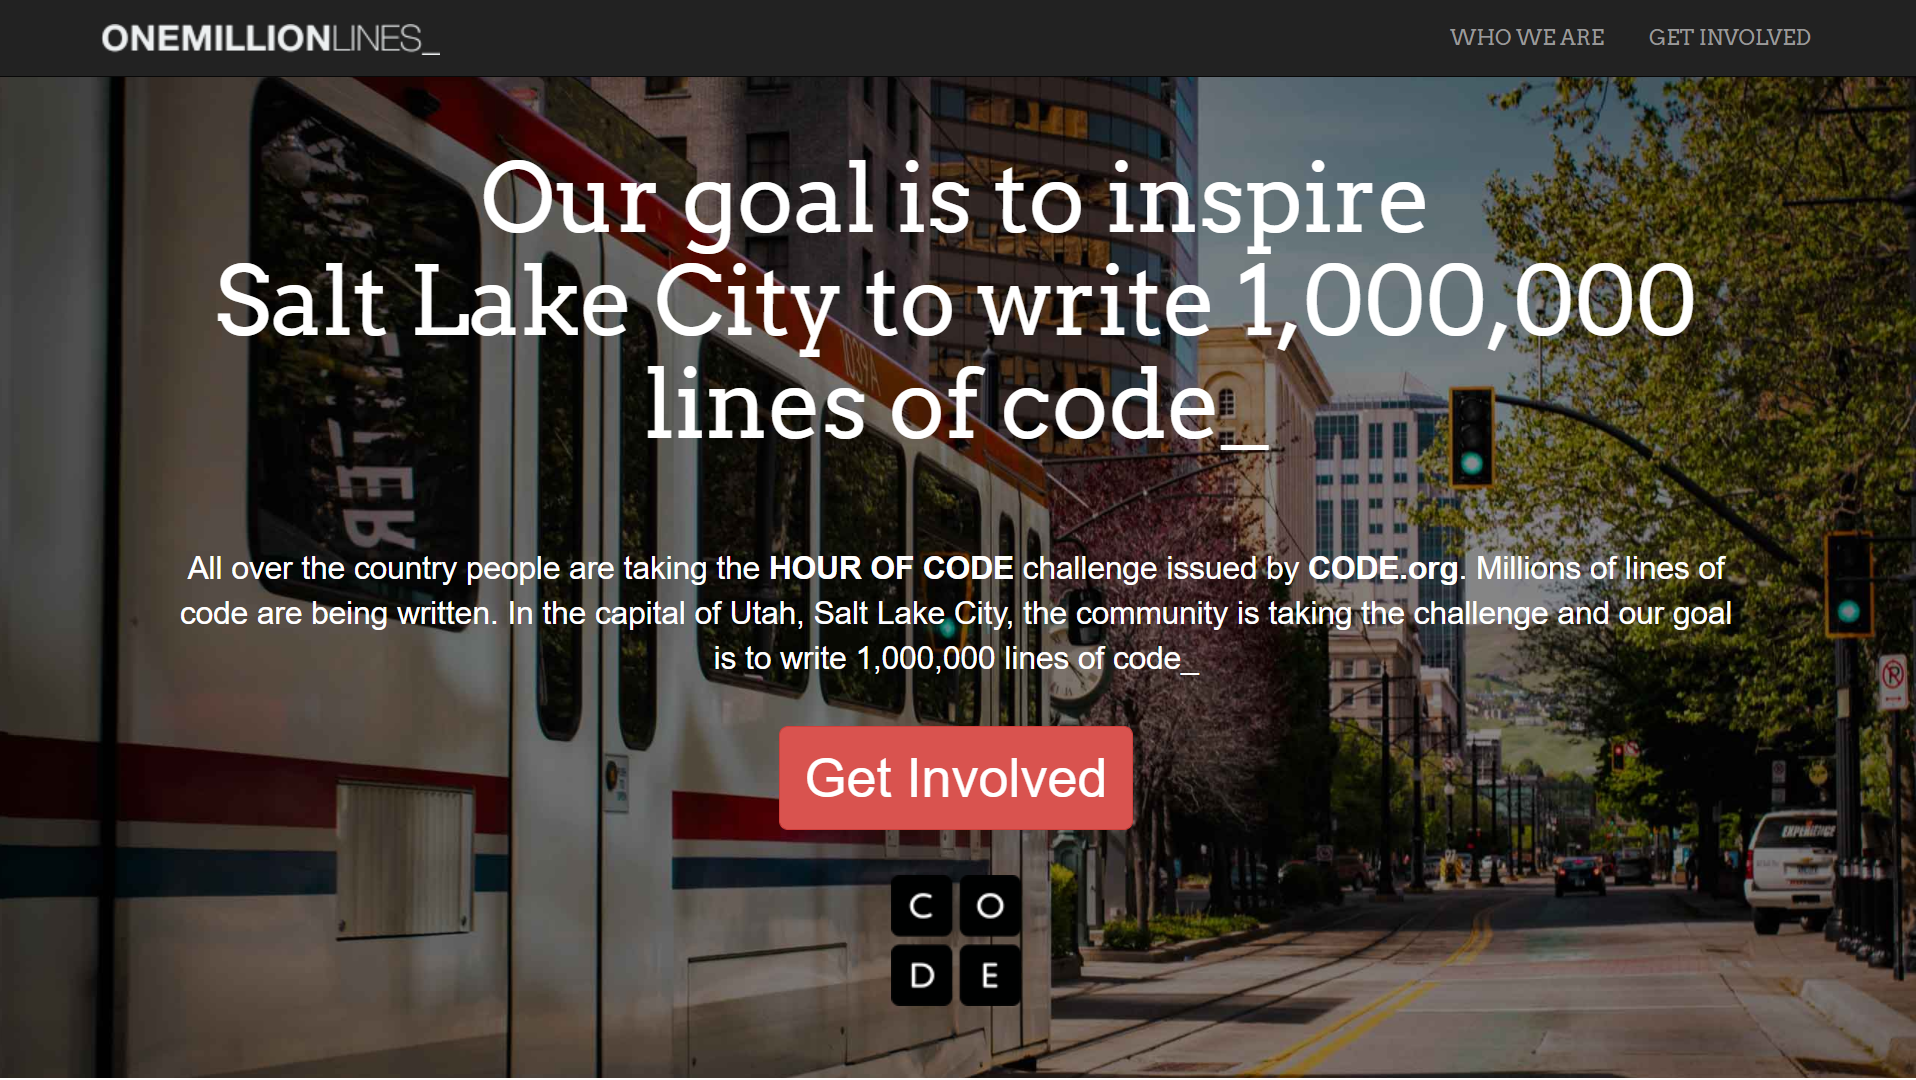 ONEMILLIONLINES_
WHO WE ARE
GET INVOLVED
Our goal is to inspire
Salt Lake City to write 1,000,000
lines of code_
1039A
All over the country people are taking the HOUR OF CODE challenge issued by CODE.org. Millions of lines of
code are being written. In the capital of Utah, Salt Lake City, the community is taking the challenge and our goal
is to write 1,000,000 lines of code_
Get Involved
EXPERIENCE
C O
D E